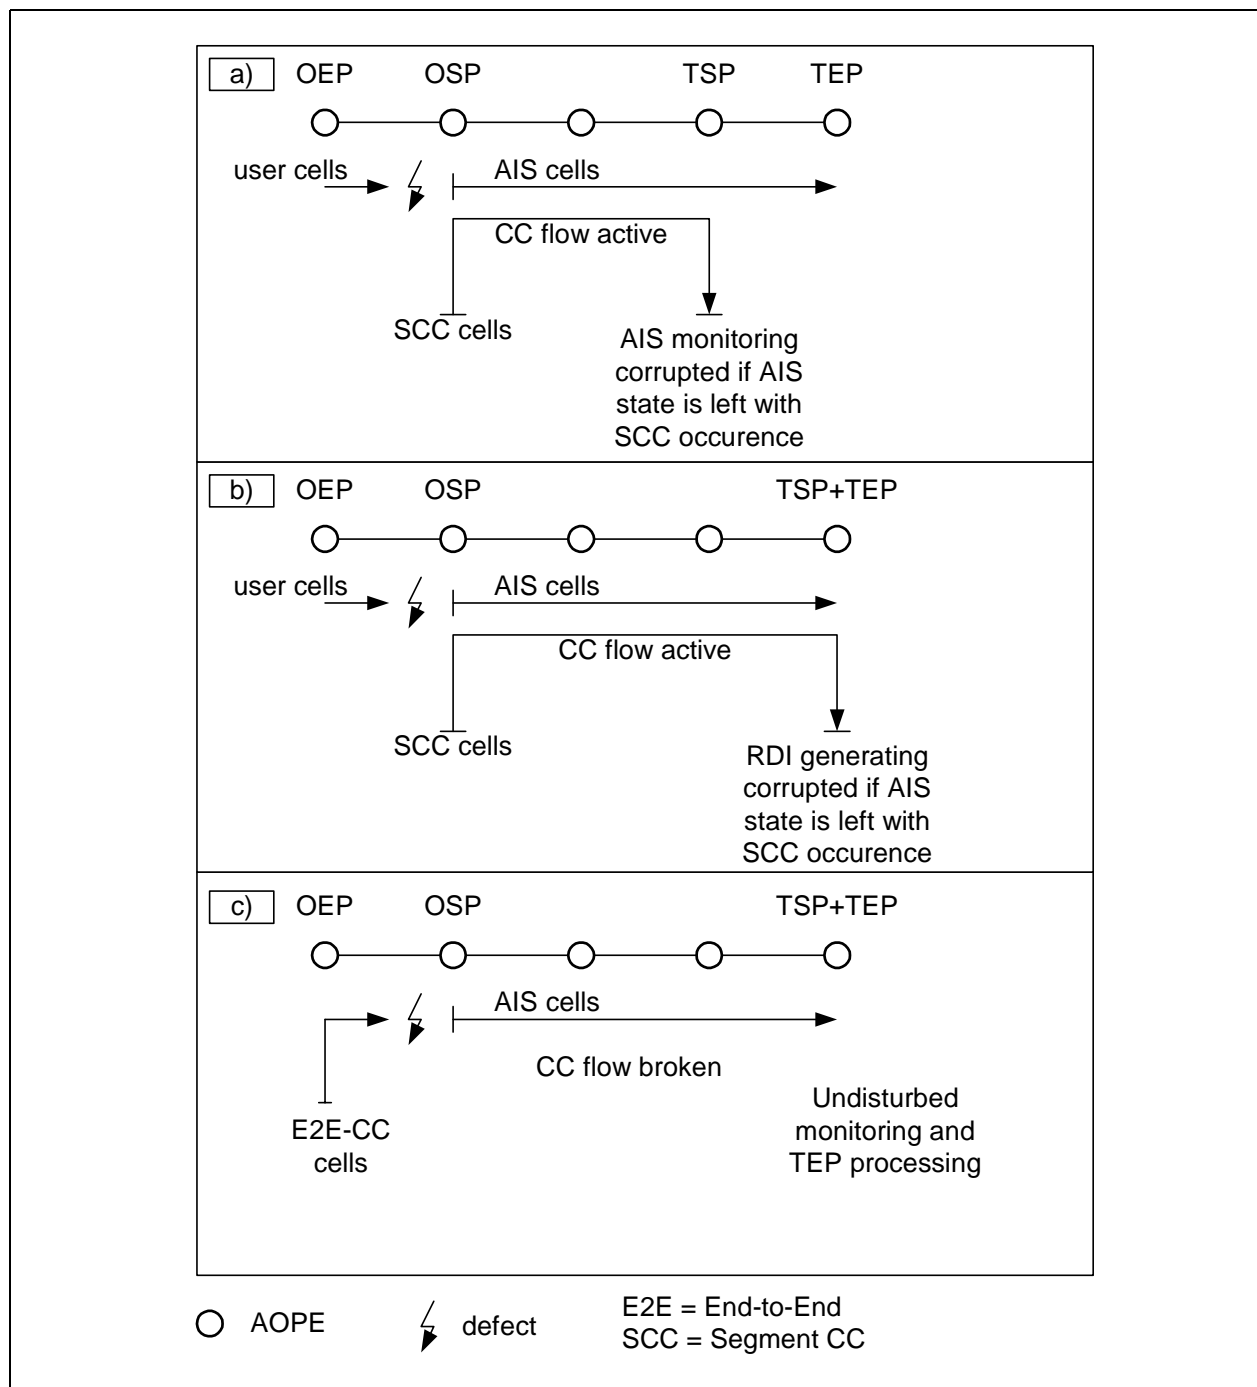 a) OEP OSP TSP TEP
user cells AIS cells
CC flow active
SCC cells
AIS monitoring
corrupted if AIS
state is left with
SCC occurence
b) OEP OSP TSP+TEP
user cells AIS cells
CC flow active
SCC cells
RDI generating
corrupted if AIS
state is left with
SCC occurence
c) OEP OSP TSP+TEP
AIS cells
CC flow broken
E2E-CC
cells
Undisturbed
monitoring and
TEP processing
AOPE defect
E2E = End-to-End
SCC = Segment CC